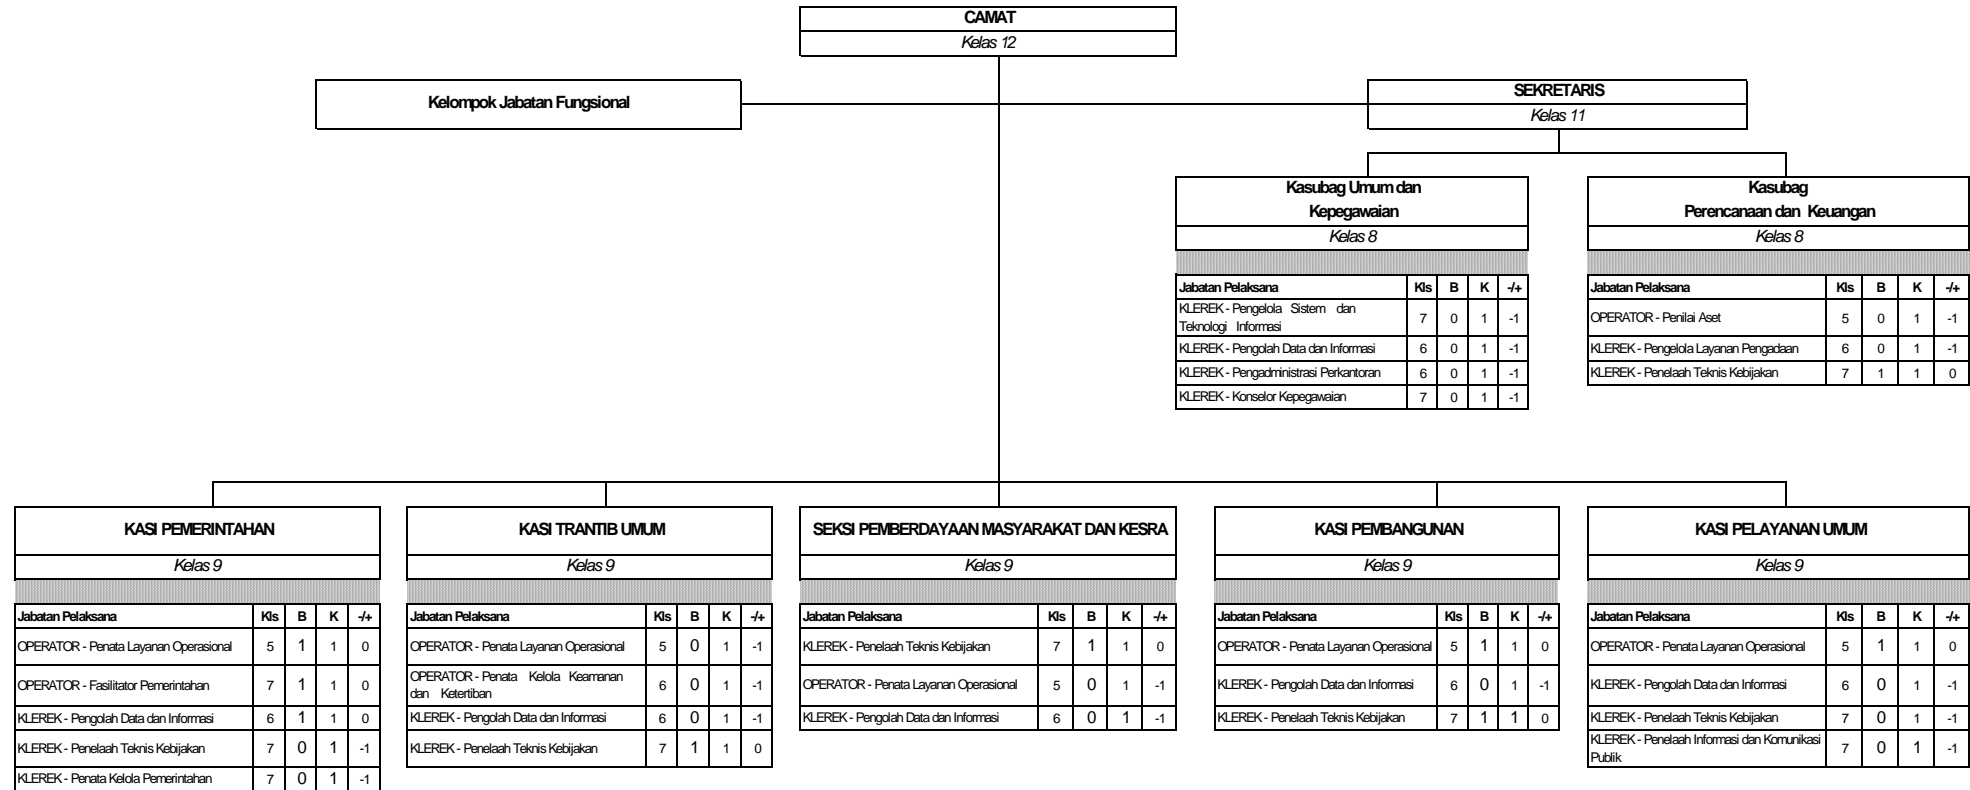 CAMAT
Kelas 12
Kelompok Jabatan Fungsional
SEKRETARIS
Kelas 11
Kasubag Umum dan
Kepegawaian
Kelas 8
Jabatan Pelaksana Kls B K -/+
KLEREK - Pengelola Sistem dan
Teknologi Informasi 7 0 1 -1
KLEREK - Pengolah Data dan Informasi 6 0 1 -1
KLEREK - Pengadministrasi Perkantoran 6 0 1 -1
KLEREK - Konselor Kepegawaian 7 0 1 -1
Kasubag
Perencanaan dan Keuangan
Kelas 8
Jabatan Pelaksana Kls B K -/+
OPERATOR - Penilai Aset 5 0 1 -1
KLEREK - Pengelola Layanan Pengadaan 6 0 1 -1
KLEREK - Penelaah Teknis Kebijakan 7 1 1 0
KASI PEMERINTAHAN
Kelas 9
Jabatan Pelaksana Kls B K -/+
OPERATOR - Penata Layanan Operasional 5 1 1 0
OPERATOR - Fasilitator Pemerintahan 7 1 1 0
KLEREK - Pengolah Data dan Informasi 6 1 1 0
KLEREK - Penelaah Teknis Kebijakan 7 0 1 -1
KLEREK - Penata Kelola Pemerintahan 7 0 1 -1
KASI TRANTIB UMUM
Kelas 9
Jabatan Pelaksana Kls B K -/+
OPERATOR - Penata Layanan Operasional 5 0 1 -1
OPERATOR - Penata Kelola Keamanan
dan Ketertiban 6 0 1 -1
KLEREK - Pengolah Data dan Informasi 6 0 1 -1
KLEREK - Penelaah Teknis Kebijakan 7 1 1 0
SEKSI PEMBERDAYAAN MASYARAKAT DAN KESRA
Kelas 9
Jabatan Pelaksana Kls B K -/+
KLEREK - Penelaah Teknis Kebijakan 7 1 1 0
OPERATOR - Penata Layanan Operasional 5 0 1 -1
KLEREK - Pengolah Data dan Informasi 6 0 1 -1
KASI PEMBANGUNAN
Kelas 9
Jabatan Pelaksana Kls B K -/+
OPERATOR - Penata Layanan Operasional 5 1 1 0
KLEREK - Pengolah Data dan Informasi 6 0 1 -1
KLEREK - Penelaah Teknis Kebijakan 7 1 1 0
KASI PELAYANAN UMUM
Kelas 9
Jabatan Pelaksana Kls B K -/+
OPERATOR - Penata Layanan Operasional 5 1 1 0
KLEREK - Pengolah Data dan Informasi 6 0 1 -1
KLEREK - Penelaah Teknis Kebijakan 7 0 1 -1
KLEREK - Penelaah Informasi dan Komunikasi
Publik 7 0 1 -1